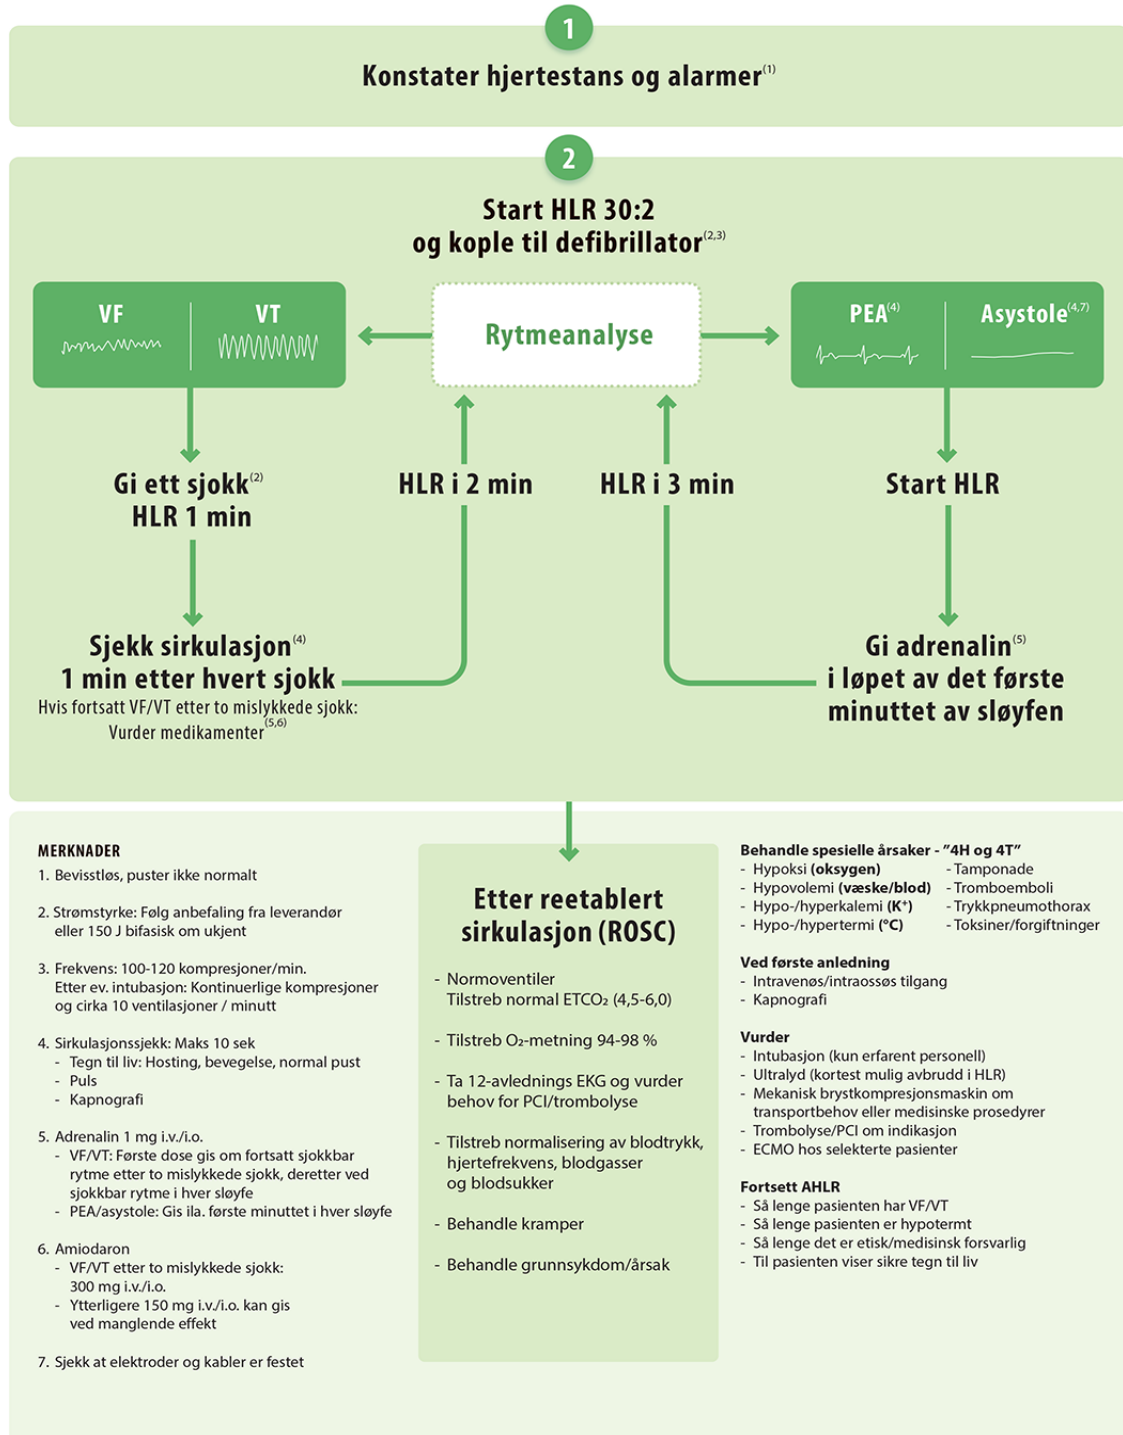 1
Konstater hjertestans og alarmer(1)
2
Start HLR 30:2
og kople til defibrillator(2,3)
VF
VT
Rytmeanalyse
PEA(4)
Asystole(4,7)
Gi ett sjokk(2)
HLR 1 min
HLR i 2 min
HLR i 3 min
Start HLR
Sjekk sirkulasjon(4)
1 min etter hvert sjokk
Hvis fortsatt VF/VT etter to mislykkede sjokk:
Vurder medikamenter(5,6)
Gi adrenalin(5)
i løpet av det første
minuttet av sløyfen
MERKNADER
1. Bevisstløs, puster ikke normalt
2. Strømstyrke: Følg anbefaling fra leverandør
eller 150 J bifasisk om ukjent
3. Frekvens: 100-120 kompresjoner/min.
Etter ev. intubasjon: Kontinuerlige kompresjoner
og cirka 10 ventilasjoner / minutt
4. Sirkulasjonssjekk: Maks 10 sek
- Tegn til liv: Hosting, bevegelse, normal pust
- Puls
- Kapnografi
5. Adrenalin 1 mg i.v./i.o.
- VF/VT: Første dose gis om fortsatt sjokkbar
rytme etter to mislykkede sjokk, deretter ved
sjokkbar rytme i hver sløyfe
- PEA/asystole: Gis ila. første minuttet i hver sløyfe
6. Amiodaron
- VF/VT etter to mislykkede sjokk:
300 mg i.v./i.o.
- Ytterligere 150 mg i.v./i.o. kan gis
ved manglende effekt
7. Sjekk at elektroder og kabler er festet
Etter reetablert
sirkulasjon (ROSC)
- Normoventiler
Tilstreb normal ETCO₂ (4,5-6,0)
- Tilstreb O₂-metning 94-98 %
- Ta 12-avlednings EKG og vurder
behov for PCI/trombolyse
- Tilstreb normalisering av blodtrykk,
hjertefrekvens, blodgasser
og blodsukker
- Behandle kramper
- Behandle grunnsykdom/årsak
Behandle spesielle årsaker - ”4H og 4T”
- Hypoksi (oksygen)
- Hypovolemi (væske/blod)
- Hypo-/hyperkalemi (K⁺)
- Hypo-/hypertermi (°C)
- Tamponade
- Tromboemboli
- Trykkpneumothorax
- Toksiner/forgiftninger
Ved første anledning
- Intravenøs/intraossøs tilgang
- Kapnografi
Vurder
- Intubasjon (kun erfarent personell)
- Ultralyd (kortest mulig avbrudd i HLR)
- Mekanisk brystkompresjonsmaskin om
transportbehov eller medisinske prosedyrer
- Trombolyse/PCI om indikasjon
- ECMO hos selekterte pasienter
Fortsett AHLR
- Så lenge pasienten har VF/VT
- Så lenge pasienten er hypotermt
- Så lenge det er etisk/medisinsk forsvarlig
- Til pasienten viser sikre tegn til liv